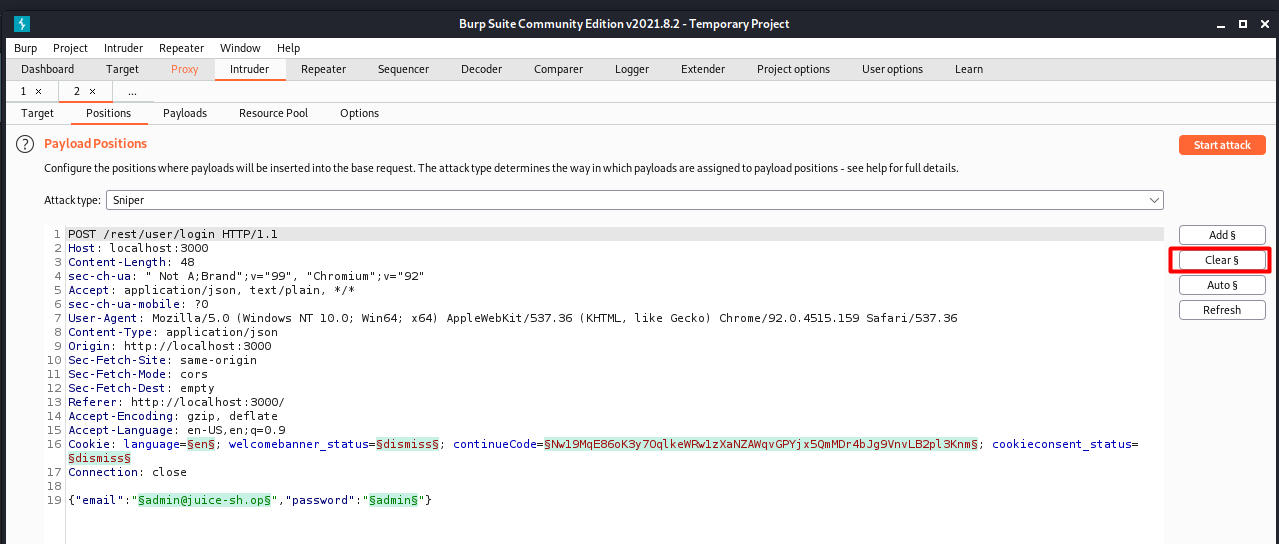 Burp Suite Community Edition v2021.8.2 - Temporary Project
Burp Project Intruder Repeater Window Help
Dashboard Target Proxy Intruder Repeater Sequencer Decoder Comparer Logger Extender Project options User options Learn
1 × 2 × ...
Target Positions Payloads Resource Pool Options
? Payload Positions
Start attack
Configure the positions where payloads will be inserted into the base request. The attack type determines the way in which payloads are assigned to payload positions - see help for full details.
Attack type: Sniper
Add §
Clear §
Auto §
Refresh
1 POST /rest/user/login HTTP/1.1
2 Host: localhost:3000
3 Content-Length: 48
4 sec-ch-ua: " Not A;Brand";v="99", "Chromium";v="92"
5 Accept: application/json, text/plain, */*
6 sec-ch-ua-mobile: ?0
7 User-Agent: Mozilla/5.0 (Windows NT 10.0; Win64; x64) AppleWebKit/537.36 (KHTML, like Gecko) Chrome/92.0.4515.159 Safari/537.36
8 Content-Type: application/json
9 Origin: http://localhost:3000
10 Sec-Fetch-Site: same-origin
11 Sec-Fetch-Mode: cors
12 Sec-Fetch-Dest: empty
13 Referer: http://localhost:3000/
14 Accept-Encoding: gzip, deflate
15 Accept-Language: en-US,en;q=0.9
16 Cookie: language=§en§; welcomebanner_status=§dismiss§; continueCode=§Nw19MqE86oK3y7OqlkeWRw1zXaNZAWqvGPYjx5QmMDr4bJg9VnvLB2pl3Knm§; cookieconsent_status=
§dismiss§
17 Connection: close
18
19 {"email":"§admin@juice-sh.op§","password":"§admin§"}